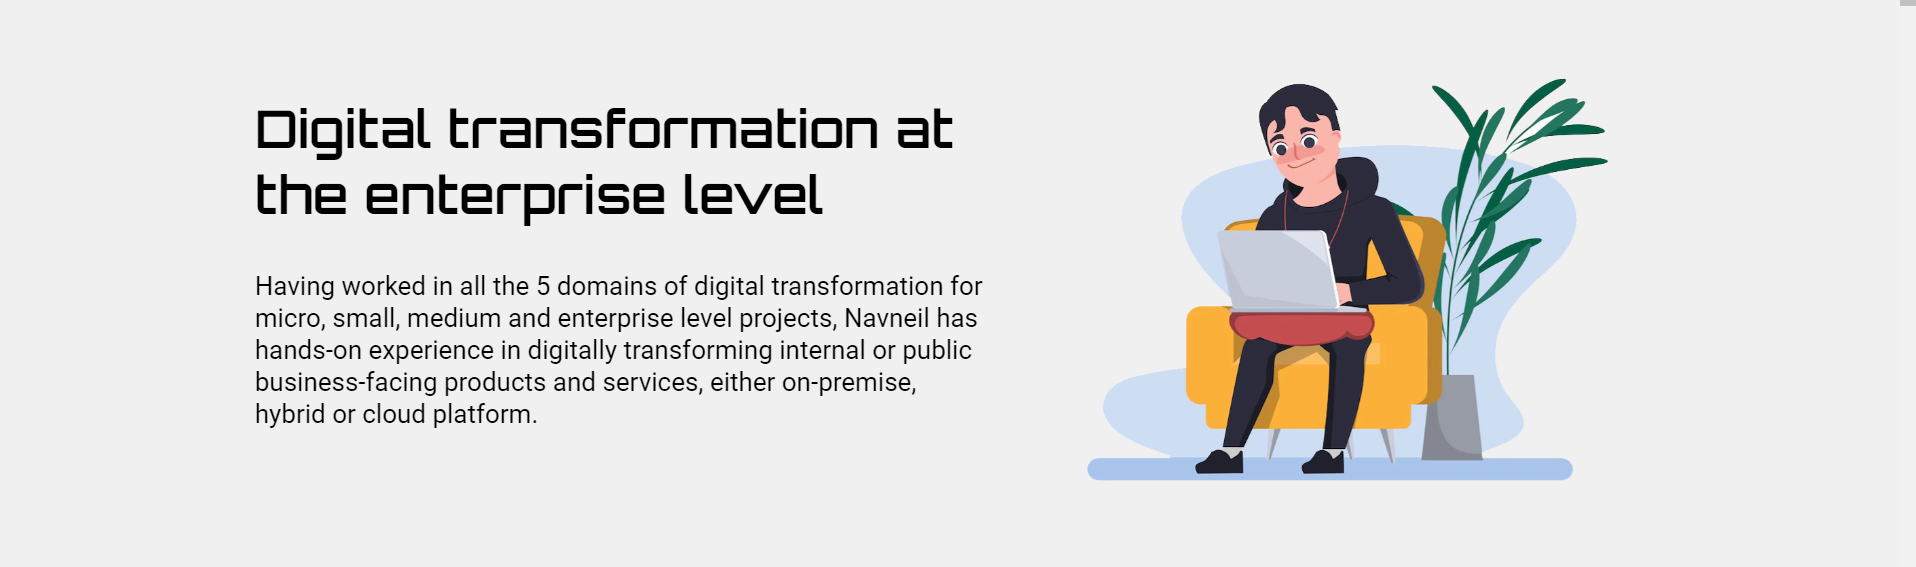 Digital transformation at
the enterprise level
Having worked in all the 5 domains of digital transformation for
micro, small, medium and enterprise level projects, Navneil has
hands-on experience in digitally transforming internal or public
business-facing products and services, either on-premise,
hybrid or cloud platform.